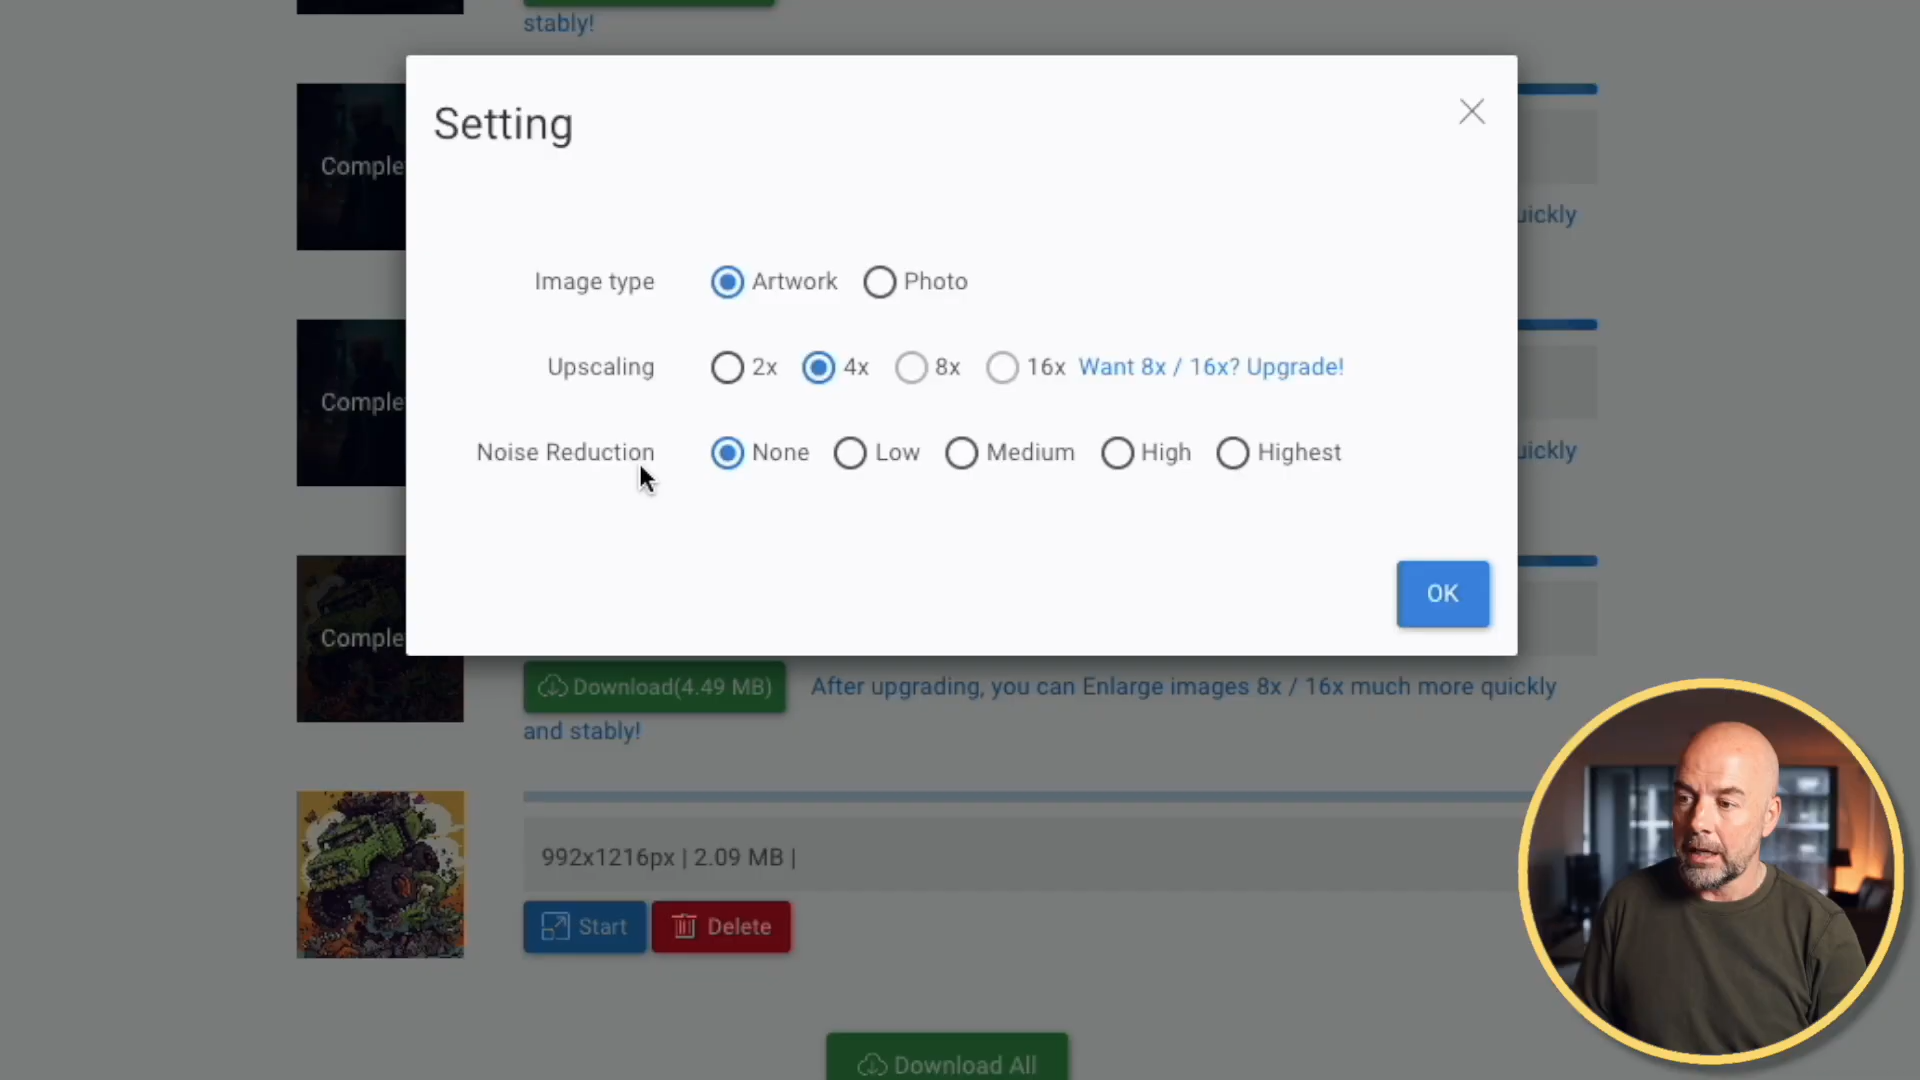 stably!
Setting
Comple
uickly
Image type Artwork Photo
Upscaling 2x 4x 8x 16x Want 8x / 16x? Upgrade!
Comple
Noise Reduction None Low Medium High Highest
uickly
OK
Comple
Download(4.49 MB) After upgrading, you can Enlarge images 8x / 16x much more quickly
and stably!
992x1216px | 2.09 MB |
Start Delete
Download All